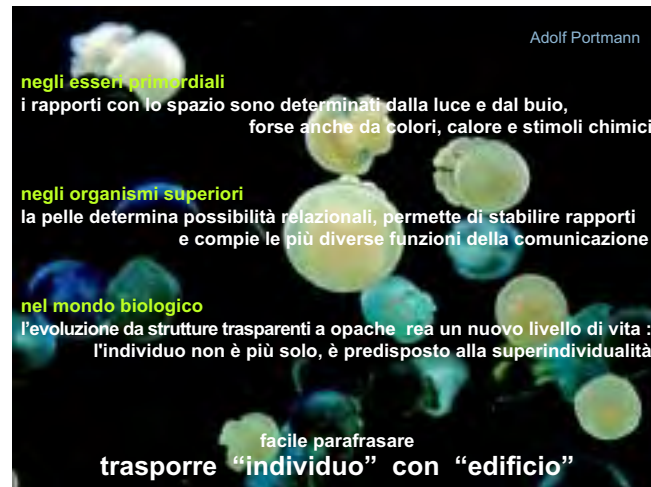 Adolf Portmann
negli esseri primordiali
i rapporti con lo spazio sono determinati dalla luce e dal buio,
forse anche da colori, calore e stimoli chimici
negli organismi superiori
la pelle determina possibilità relazionali, permette di stabilire rapporti
e compie le più diverse funzioni della comunicazione
nel mondo biologico
l'evoluzione da strutture trasparenti a opache rea un nuovo livello di vita :
l'individuo non è più solo, è predisposto alla superindividualità
facile parafrasare
trasporre “individuo” con “edificio”